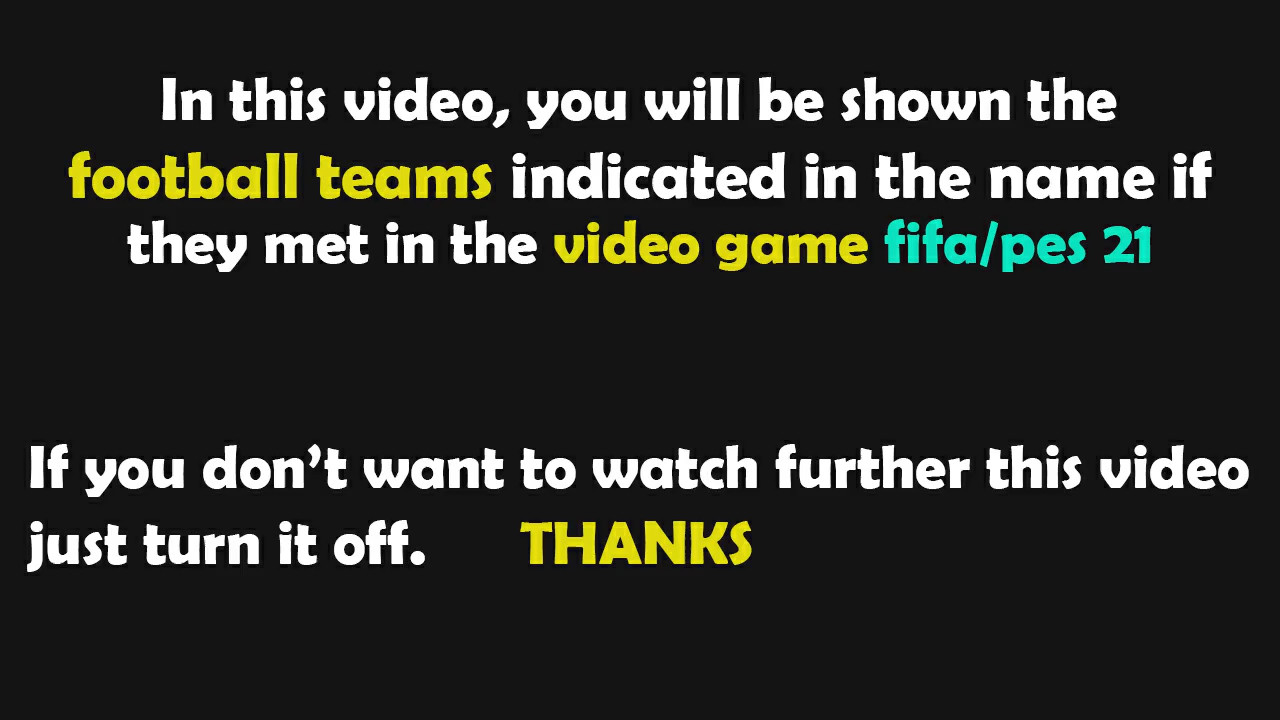 In this video, you will be shown the
football teams indicated in the name if
they met in the video game fifa/pes 21
If you don’t want to watch further this video
just turn it off. THANKS